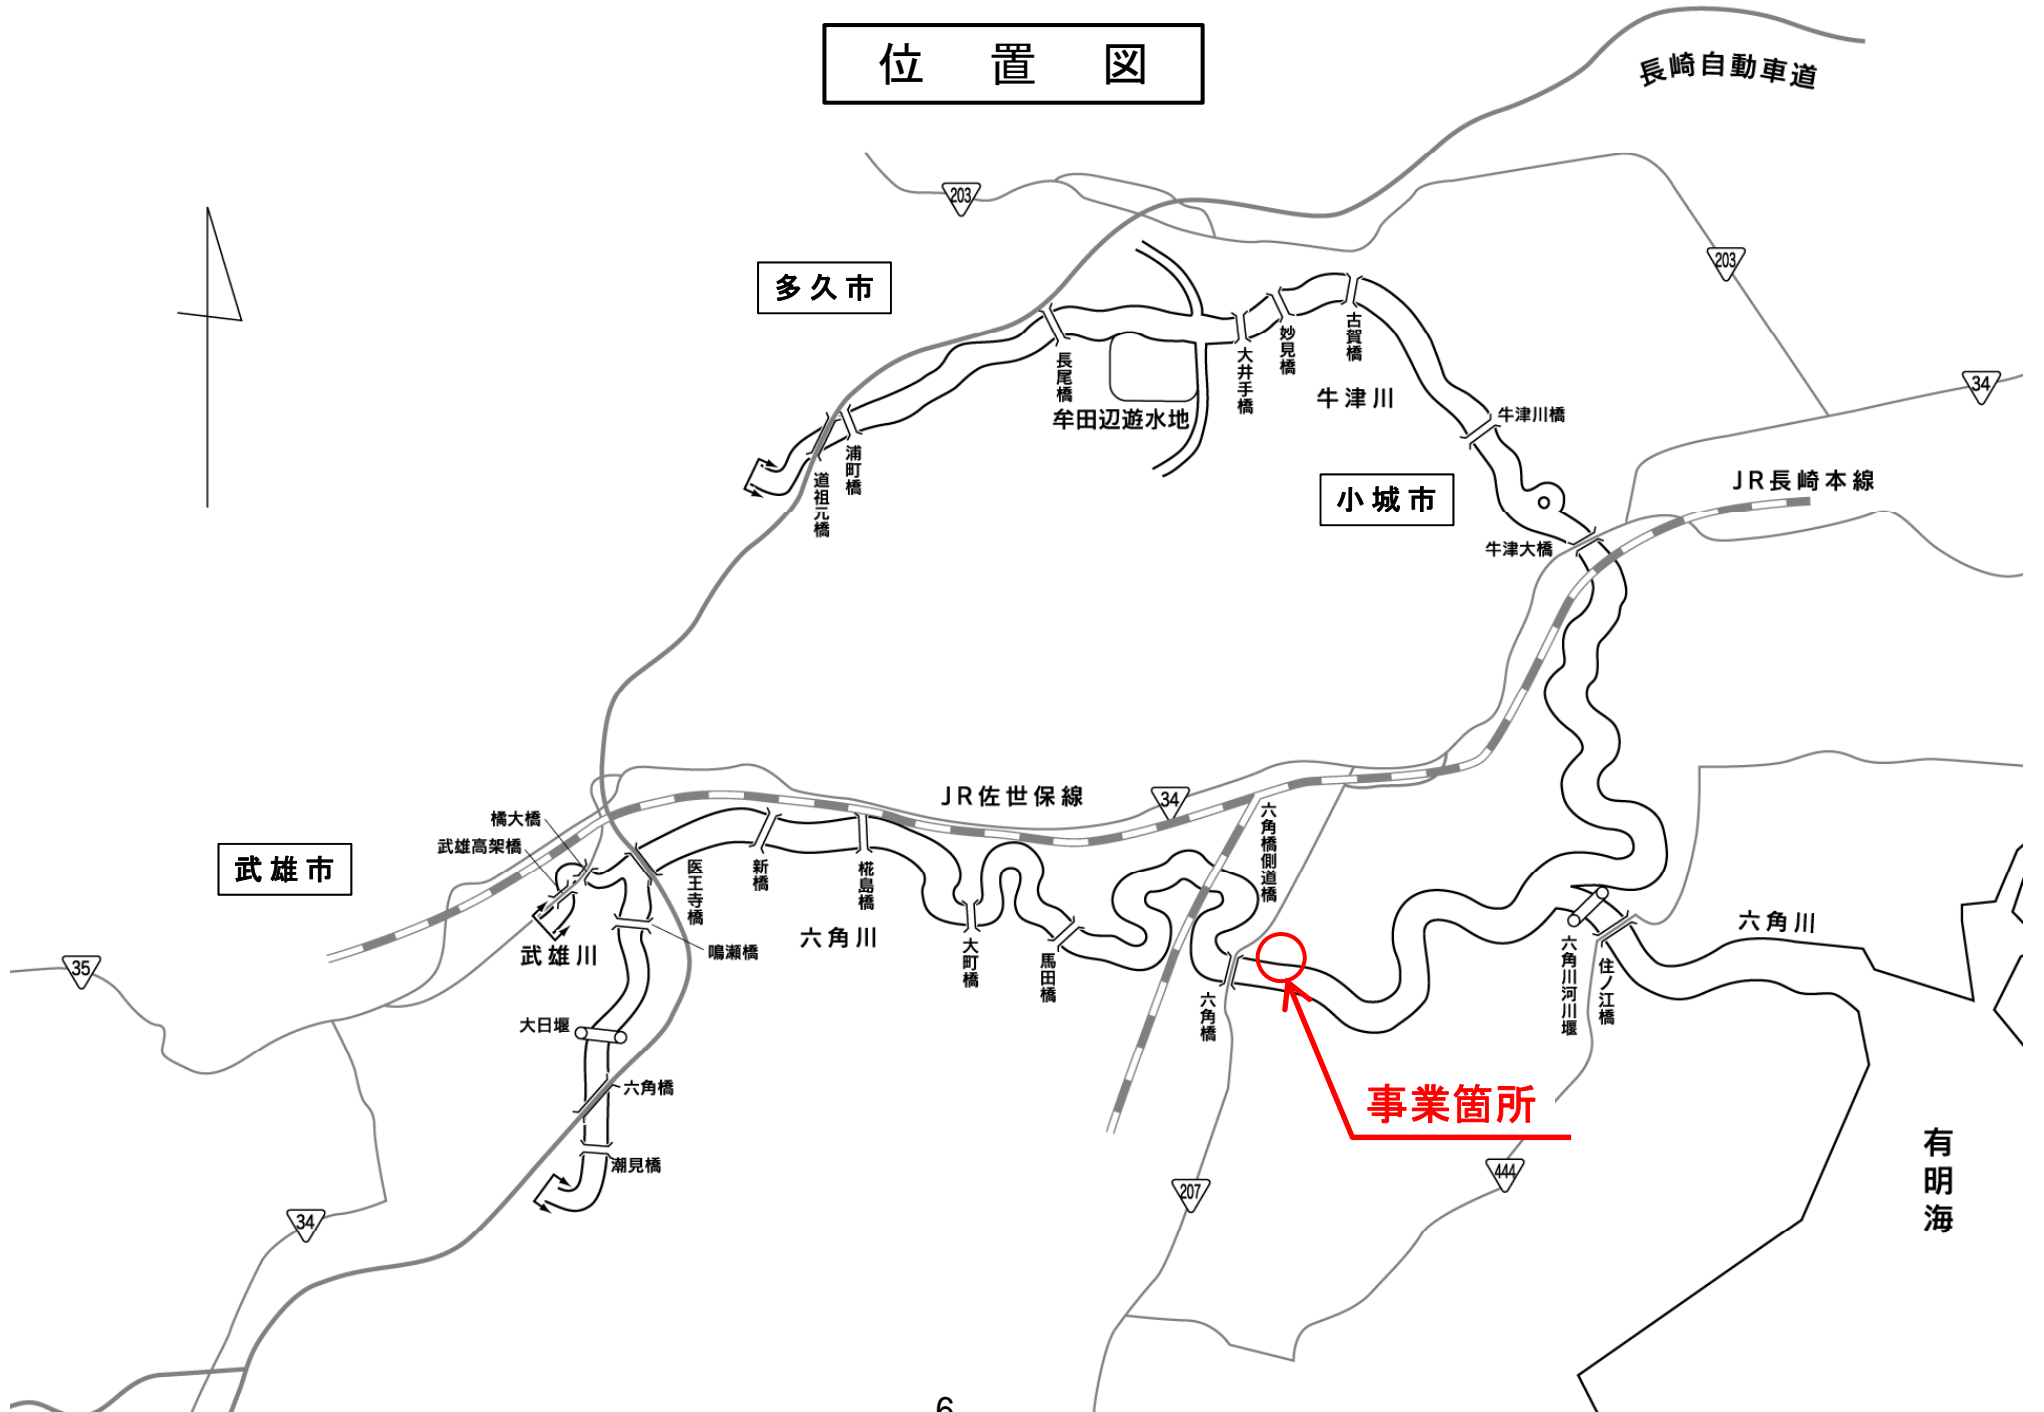 位置図
長崎自動車道
203
203
多久市
長尾橋
牟田辺遊水地
大井手橋
妙見橋
古賀橋
牛津川
34
牛津川橋
浦町橋
道祖元橋
小城市
JR長崎本線
牛津大橋
JR佐世保線
34
橘大橋
武雄高架橋
武雄市
医王寺橋
新橋
椛島橋
六角川
六角橋側道橋
武雄川
鳴瀬橋
大町橋
馬田橋
六角橋
六角川河川堰
住ノ江橋
六角川
35
大日堰
六角橋
事業箇所
潮見橋
444
207
34
有明海
6